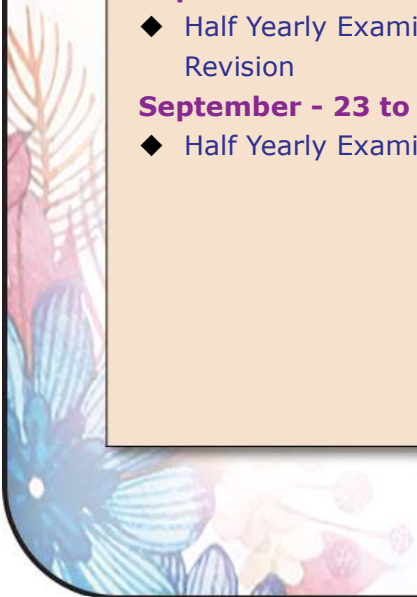 ◆ Half Yearly Exami
Revision
September - 23 to
◆ Half Yearly Exami